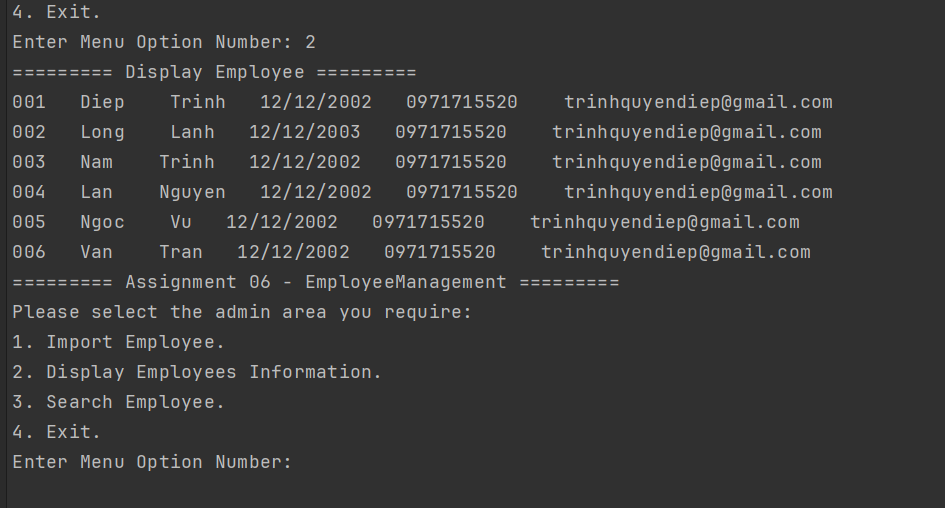 4. Exit.
Enter Menu Option Number: 2
========= Display Employee =========
001   Diep    Trinh   12/12/2002   0971715520    trinhquyendiep@gmail.com
002   Long    Lanh   12/12/2003   0971715520    trinhquyendiep@gmail.com
003   Nam    Trinh   12/12/2002   0971715520    trinhquyendiep@gmail.com
004   Lan    Nguyen   12/12/2002   0971715520    trinhquyendiep@gmail.com
005   Ngoc    Vu   12/12/2002   0971715520    trinhquyendiep@gmail.com
006   Van    Tran   12/12/2002   0971715520    trinhquyendiep@gmail.com
========= Assignment 06 - EmployeeManagement =========
Please select the admin area you require:
1. Import Employee.
2. Display Employees Information.
3. Search Employee.
4. Exit.
Enter Menu Option Number: